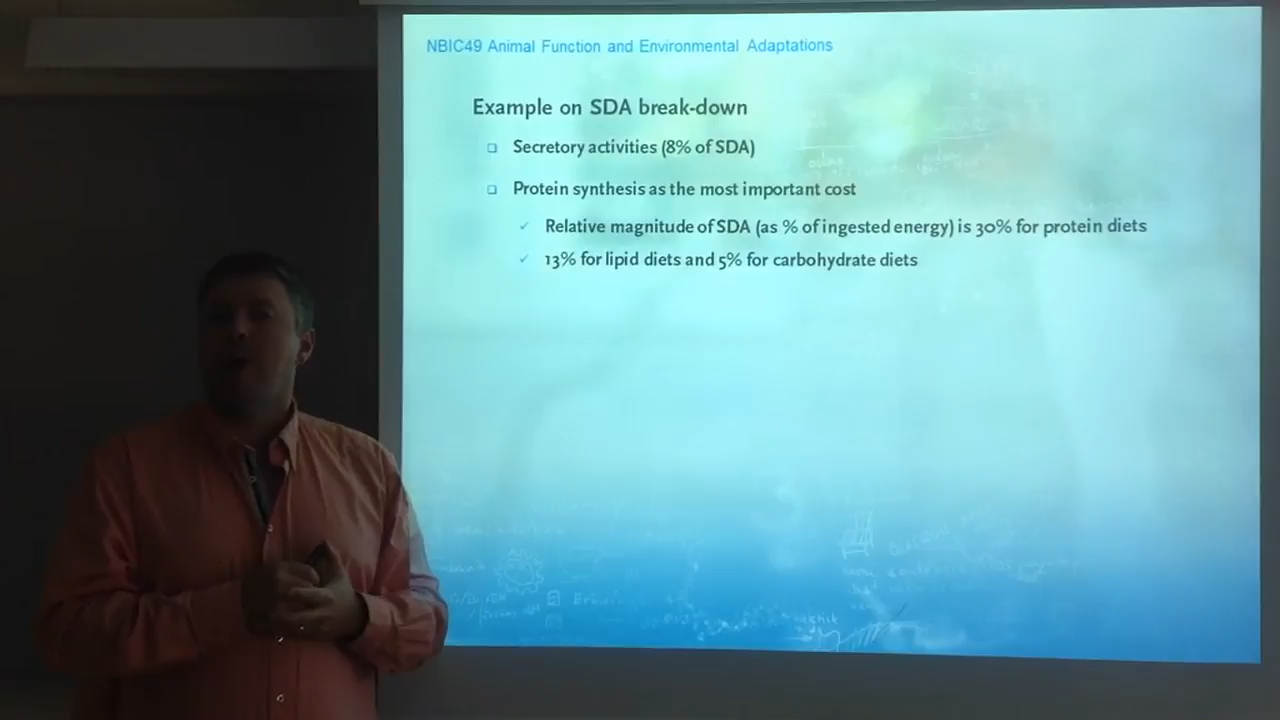 NBIC49 Animal Function and Environmental Adaptations
Example on SDA break-down
Secretory activities (8% of SDA)
Protein synthesis as the most important cost
Relative magnitude of SDA (as % of ingested energy) is 30% for protein diets
13% for lipid diets and 5% for carbohydrate diets